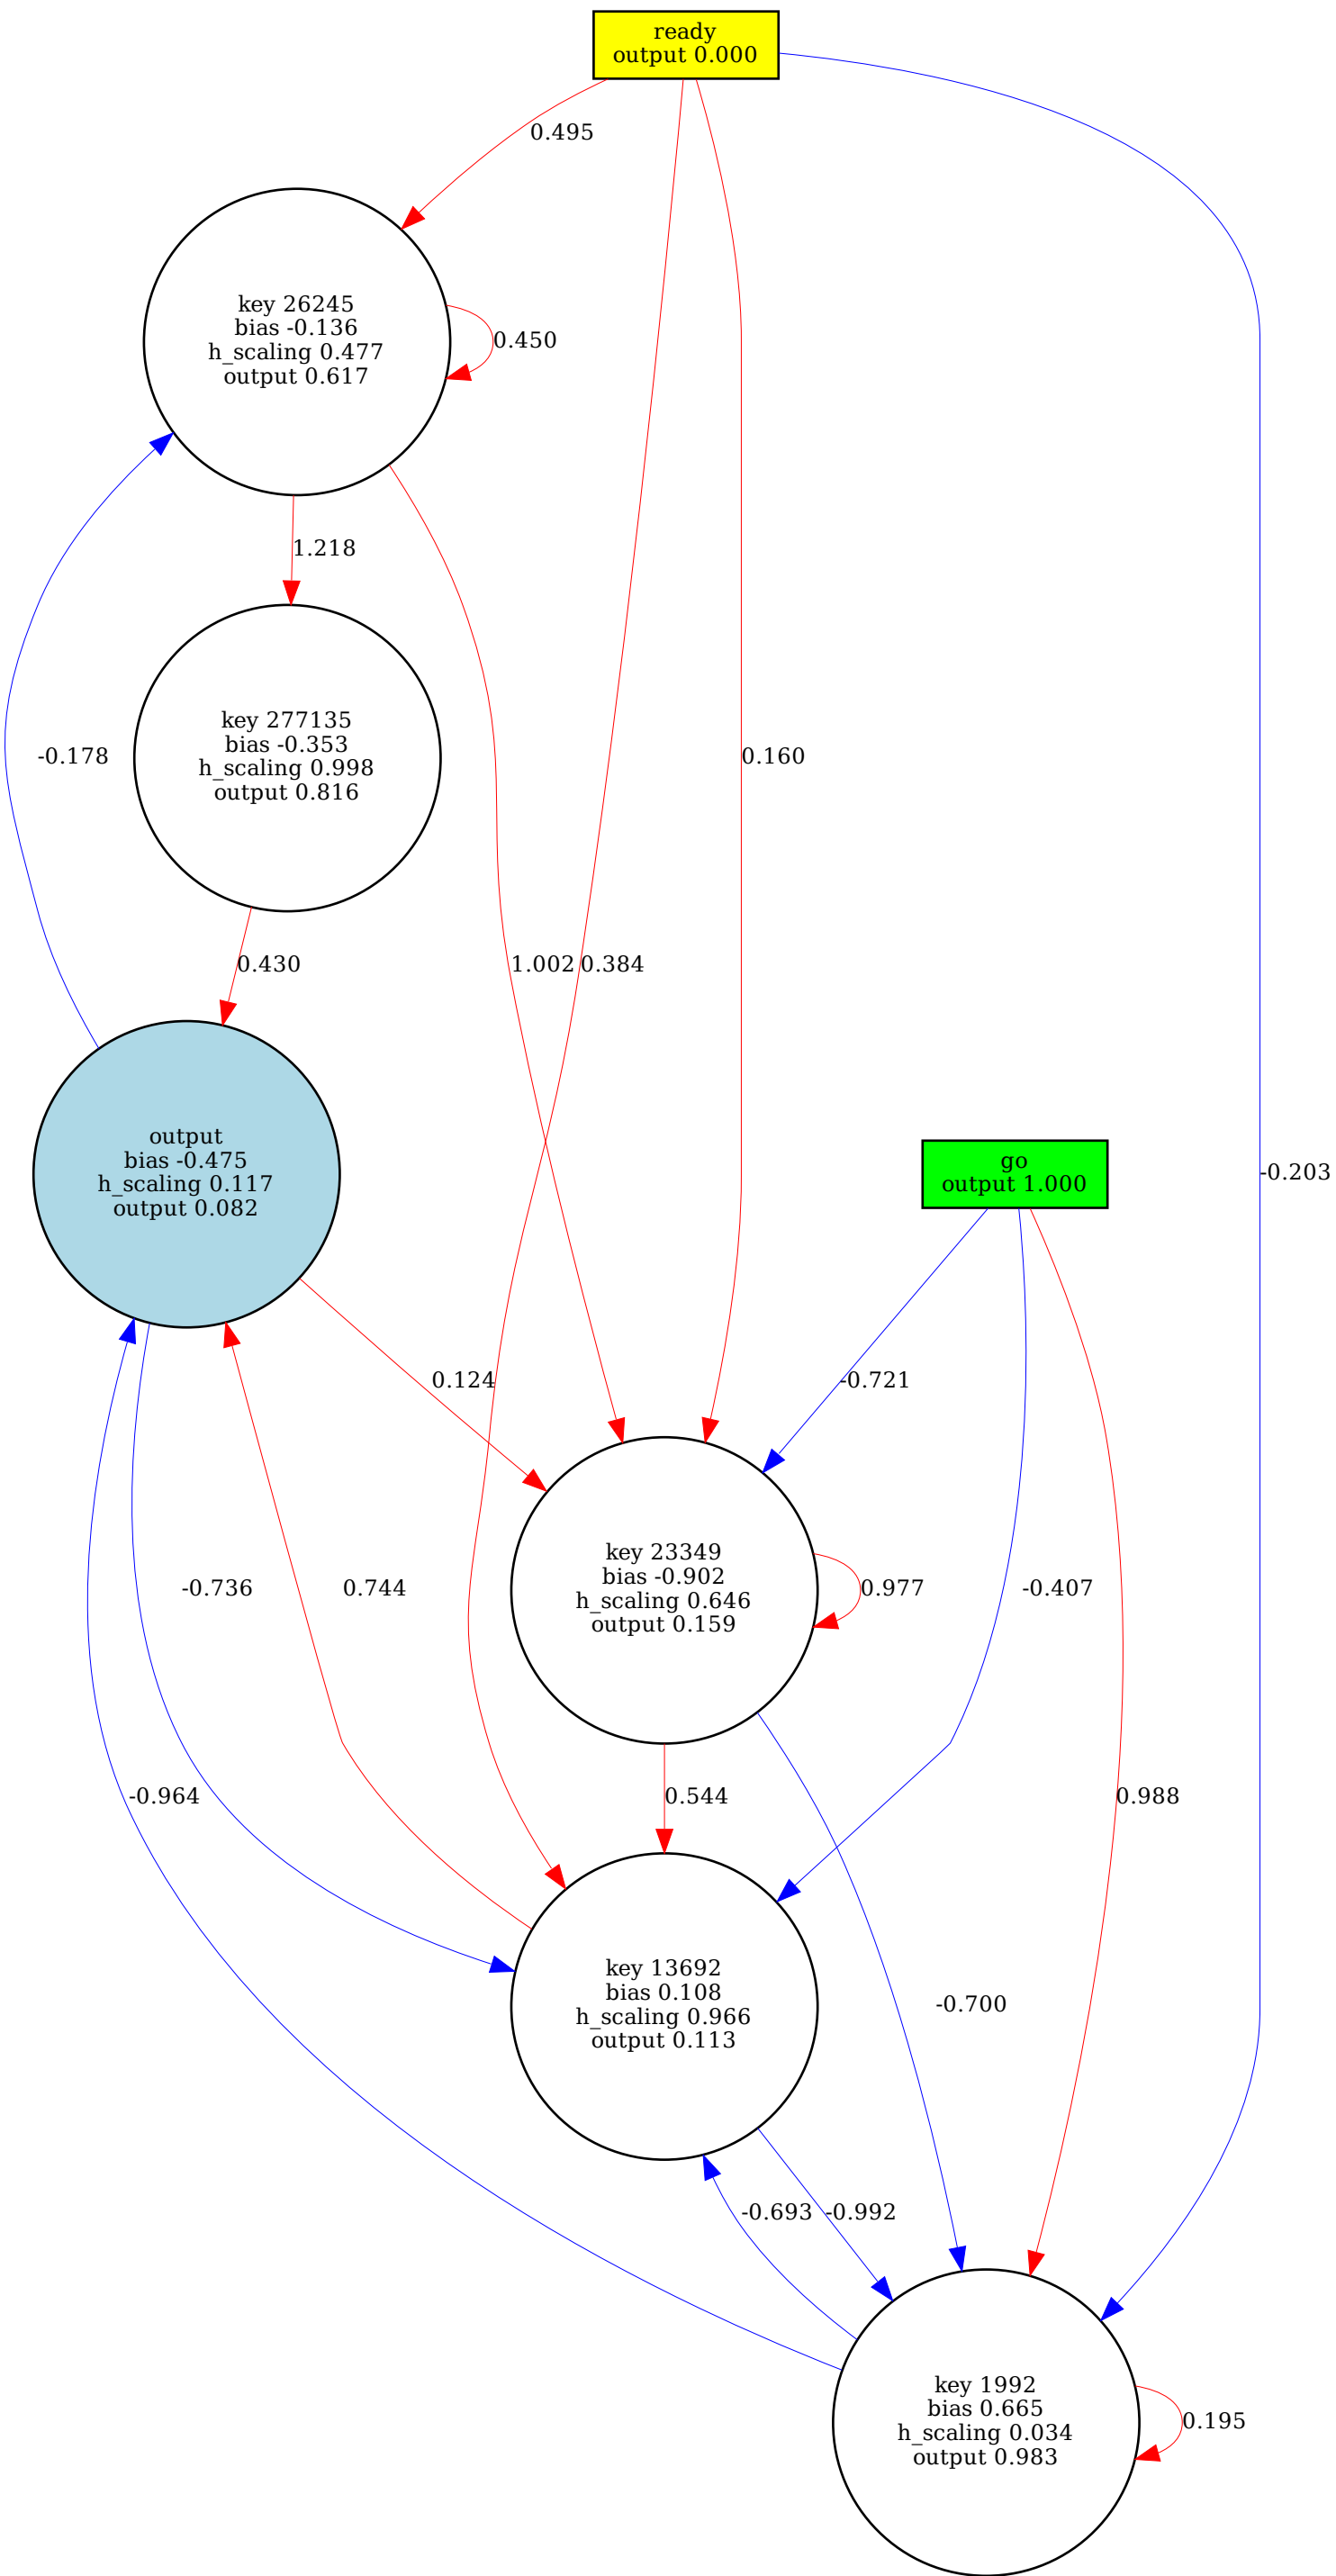 ready
output 0.000
0.495
key 26245
bias -0.136
h_scaling 0.477
output 0.617
0.450
1.218
key 277135
bias -0.353
h_scaling 0.998
output 0.816
-0.178
0.160
0.430
1.002
0.384
output
bias -0.475
h_scaling 0.117
output 0.082
go
output 1.000
-0.203
0.124
-0.721
key 23349
bias -0.902
h_scaling 0.646
output 0.159
-0.736
0.744
0.977
-0.407
-0.964
0.544
0.988
key 13692
bias 0.108
h_scaling 0.966
output 0.113
-0.700
-0.693
-0.992
key 1992
bias 0.665
h_scaling 0.034
output 0.983
0.195